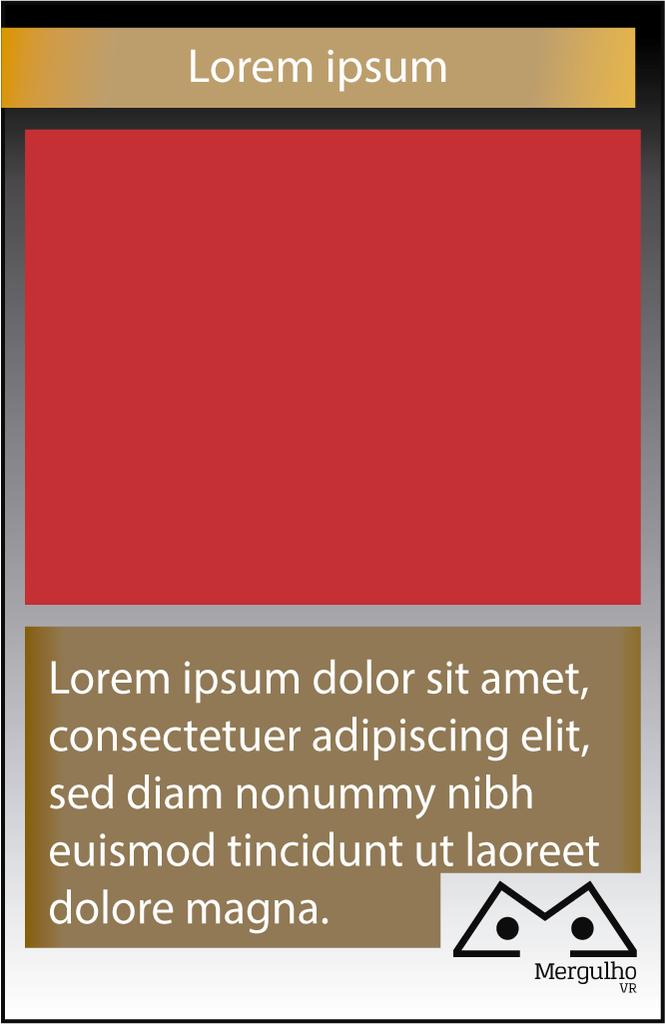 Lorem ipsum
Lorem ipsum dolor sit amet,
consectetuer adipiscing elit,
sed diam nonummy nibh
euismod tincidunt ut laoreet
dolore magna.
Mergulho
VR